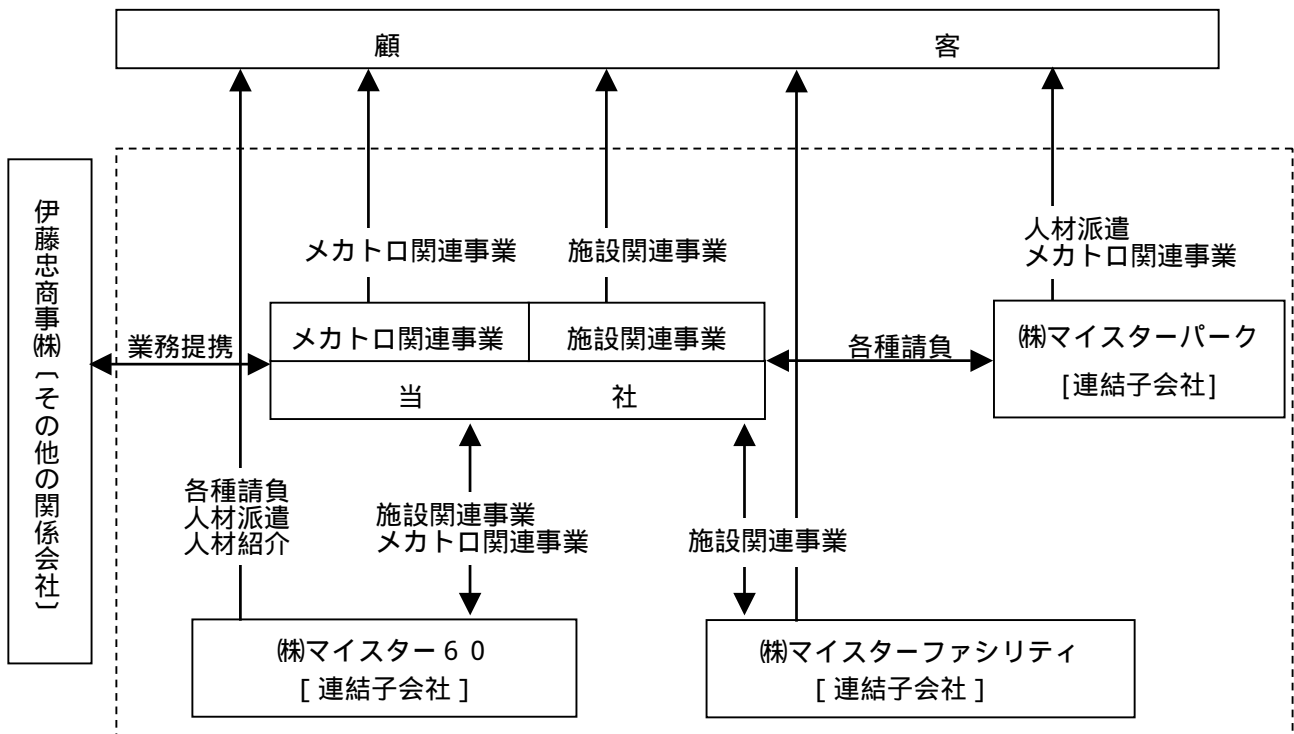 顧 客
伊藤忠商事㈱〔その他の関係会社〕
メカトロ関連事業
施設関連事業
人材派遣
メカトロ関連事業
業務提携
メカトロ関連事業
施設関連事業
当 社
各種請負
㈱マイスターパーク
[連結子会社]
各種請負
人材派遣
人材紹介
施設関連事業
メカトロ関連事業
施設関連事業
㈱マイスター６０
[ 連結子会社 ]
㈱マイスターファシリティ
[ 連結子会社 ]